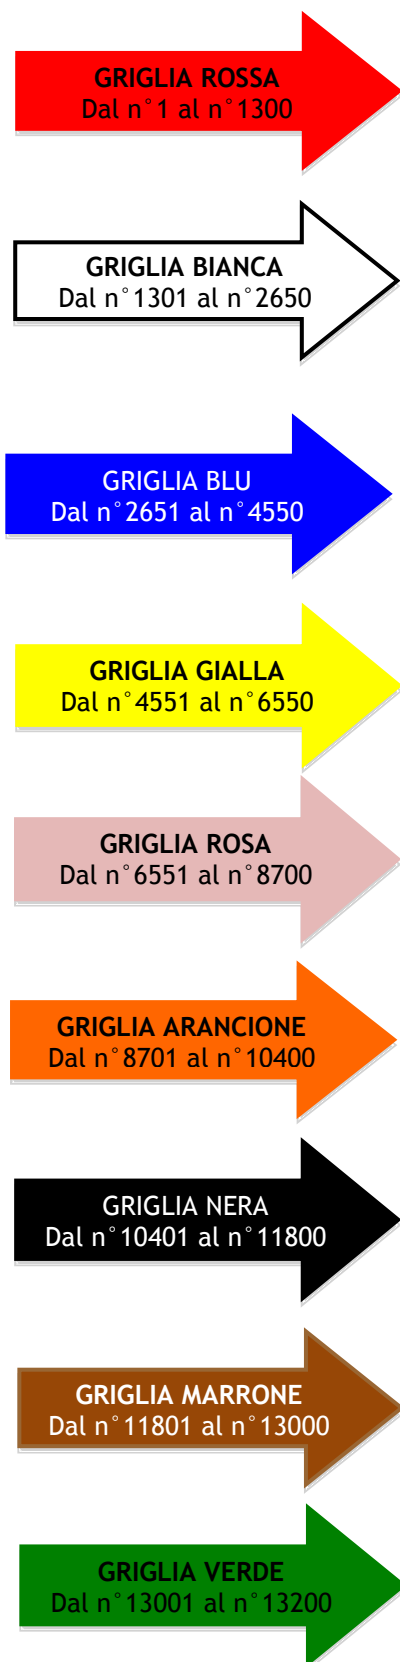 GRIGLIA ROSSA
Dal n°1 al n°1300
GRIGLIA BIANCA
Dal n°1301 al n°2650
GRIGLIA BLU
Dal n°2651 al n°4550
GRIGLIA GIALLA
Dal n°4551 al n°6550
GRIGLIA ROSA
Dal n°6551 al n°8700
GRIGLIA ARANCIONE
Dal n°8701 al n°10400
GRIGLIA NERA
Dal n°10401 al n°11800
GRIGLIA MARRONE
Dal n°11801 al n°13000
GRIGLIA VERDE
Dal n°13001 al n°13200